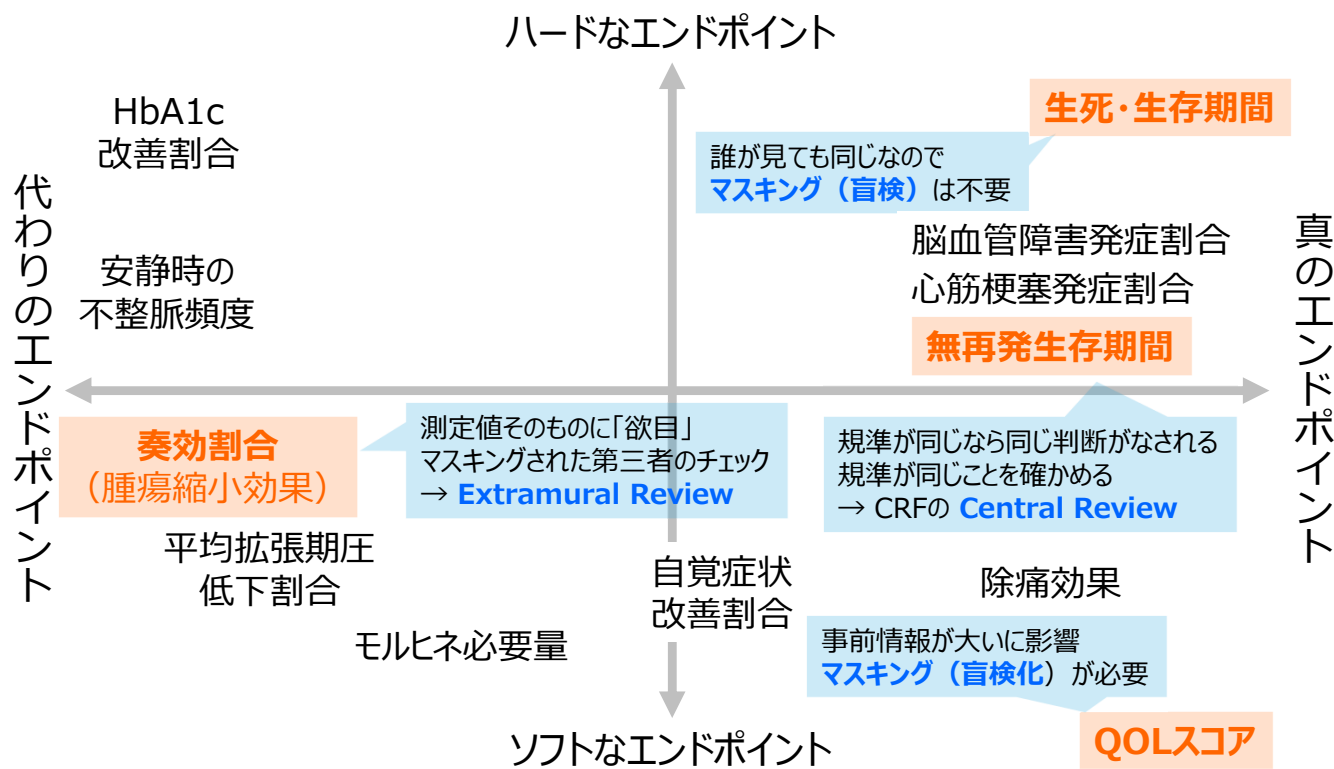 ハードなエンドポイント
HbA1c
改善割合
生死・生存期間
誰が見ても同じなので
マスキング（盲検）は不要
代わりのエンドポイント
真のエンドポイント
安静時の
不整脈頻度
脳血管障害発症割合
心筋梗塞発症割合
無再発生存期間
奏効割合
（腫瘍縮小効果）
測定値そのものに「欲目」
マスキングされた第三者のチェック
→ Extramural Review
規準が同じなら同じ判断がなされる
規準が同じことを確かめる
→ CRFの Central Review
平均拡張期圧
低下割合
自覚症状
改善割合
除痛効果
モルヒネ必要量
事前情報が大いに影響
マスキング（盲検化）が必要
ソフトなエンドポイント
QOLスコア